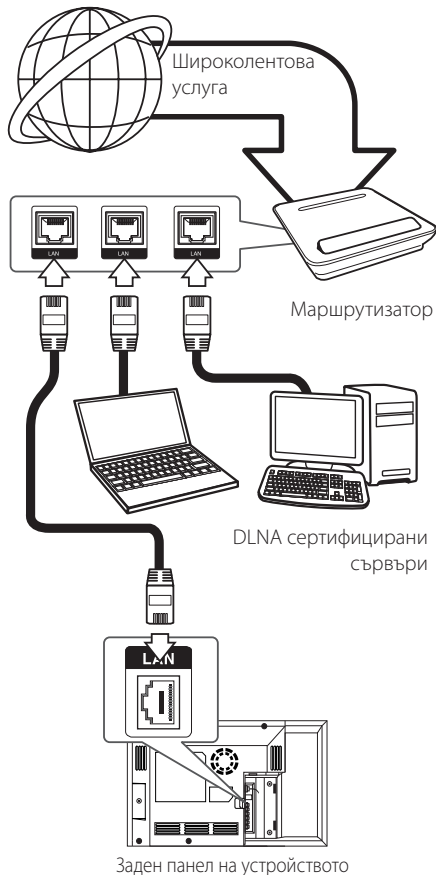 Широколентова
услуга
LAN
LAN
LAN
Маршрутизатор
DLNA сертифицирани
сървъри
LAN
Заден панел на устройството